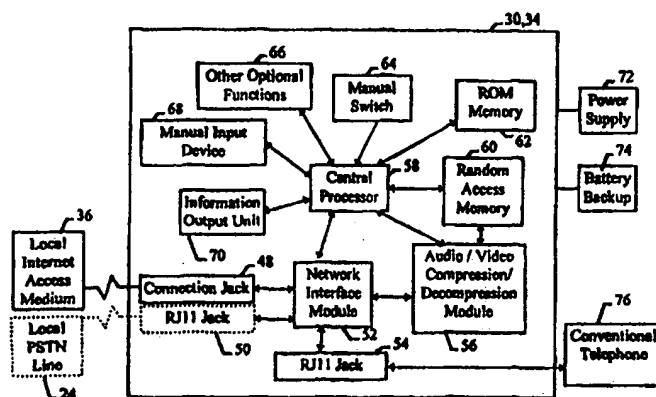 30,34
66
Other Optional
Functions
64
Manual
Switch
ROM
Memory
62
72
Power
Supply
68
Manual Input
Device
58
Central
Processor
60
Random
Access
Memory
74
Battery
Backup
Information
Output Unit
70
36
Local
Internet
Access
Medium
48
Connection Jack
RJ11 Jack
50
Network
Interface
Module
52
Audio / Video
Compression/
Decompression
Module
56
54
RJ11 Jack
76
Conventional
Telephone
Local
PSTN
Line
24